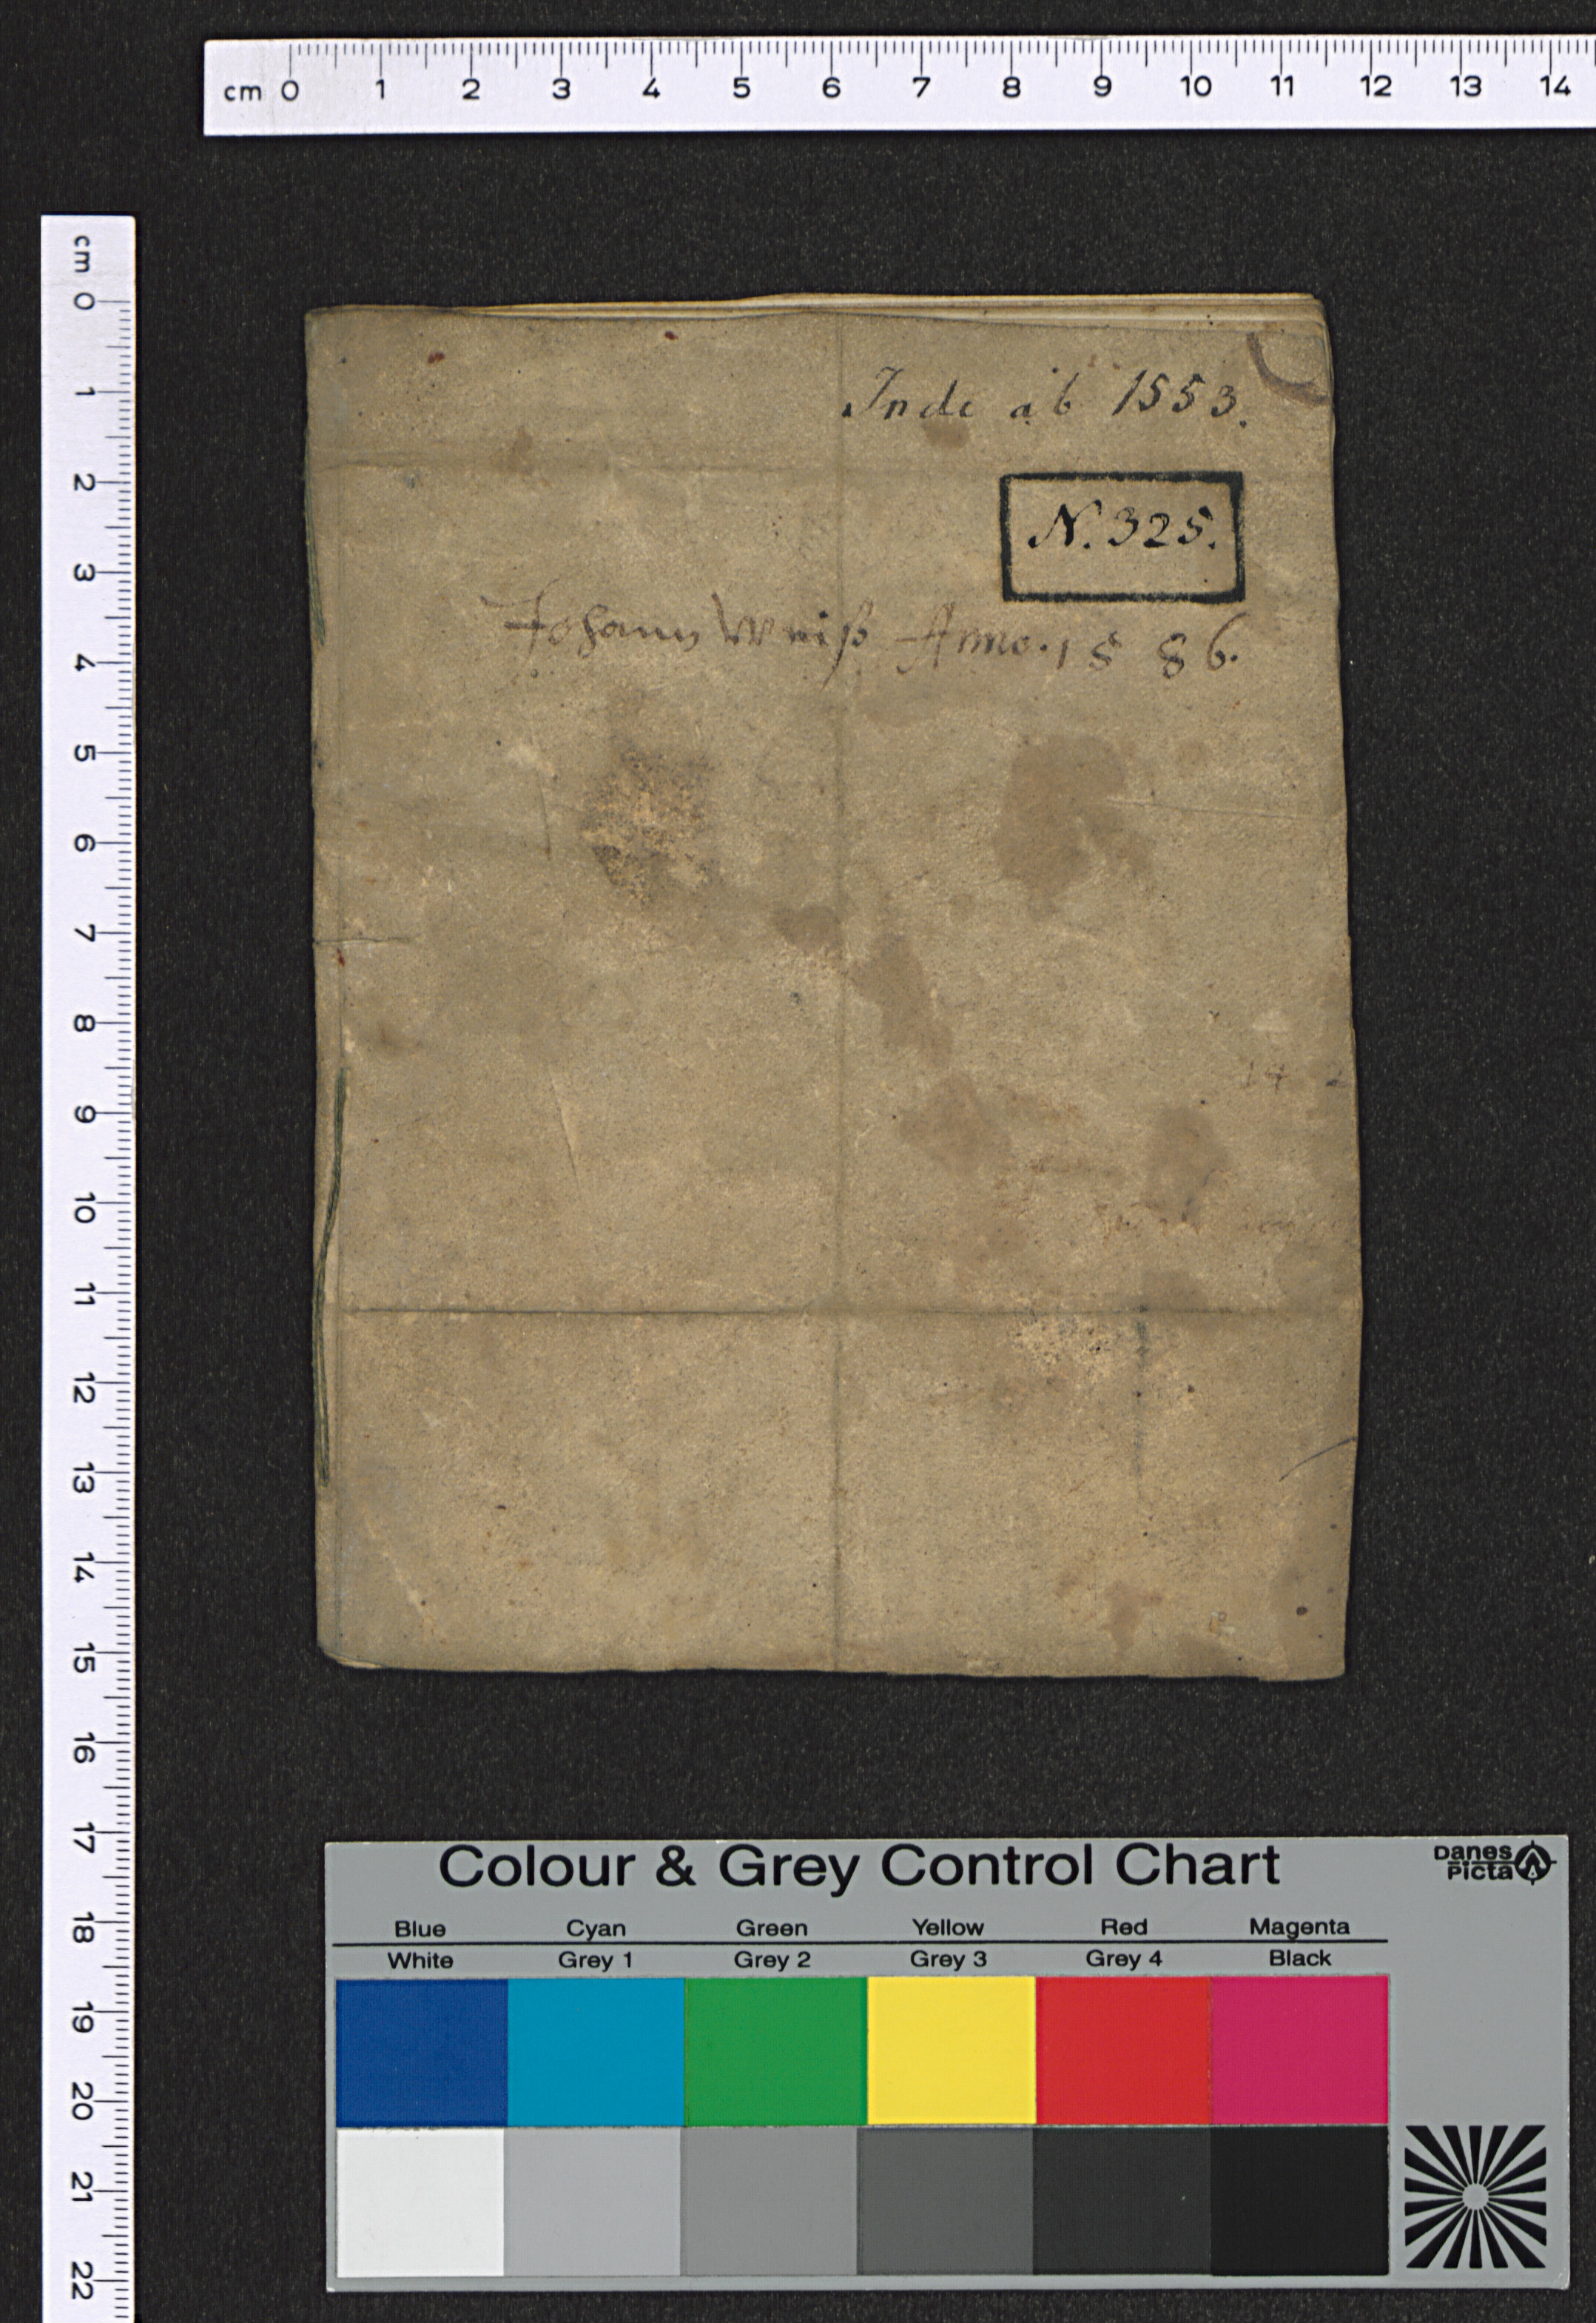 cm 0 1 2 3 4 5 6 7 8 9 10 11 12 13 14
cm 0 1 2 3 4 5 6 7 8 9 10 11 12 13 14 15 16 17 18 19 20 21 22
Inde ab 1553.
N. 325.
Johann Weiß Anno. 1586.
Colour & Grey Control Chart
Danes
Picta
Blue Cyan Green Yellow Red Magenta
White Grey 1 Grey 2 Grey 3 Grey 4 Black